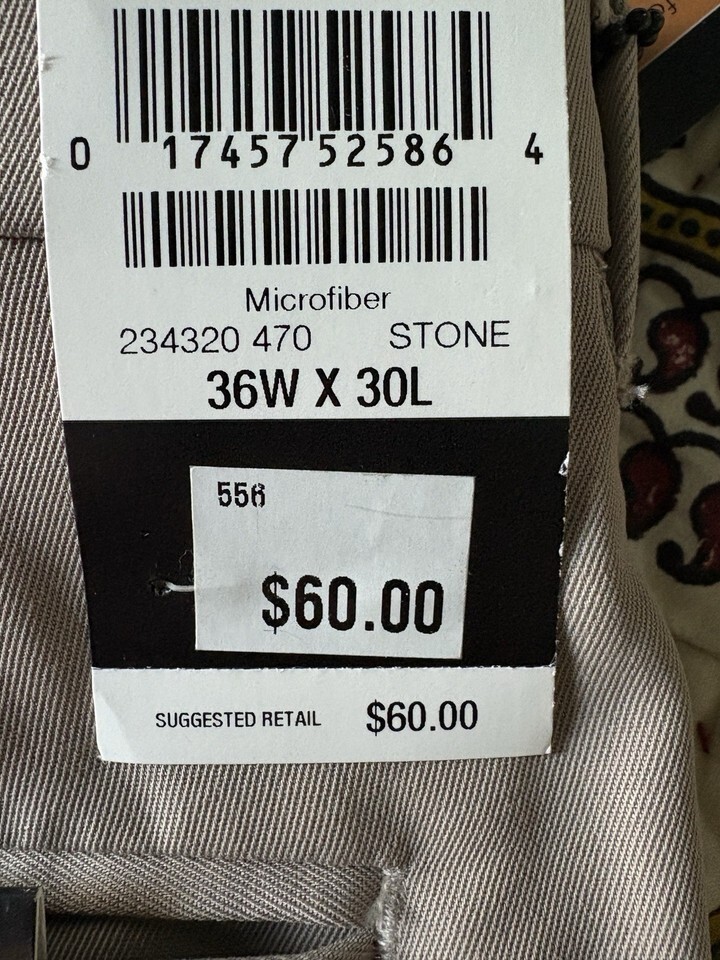 0 17457 52586 4
Microfiber
234320 470 STONE
36W X 30L
556
$60.00
SUGGESTED RETAIL $60.00